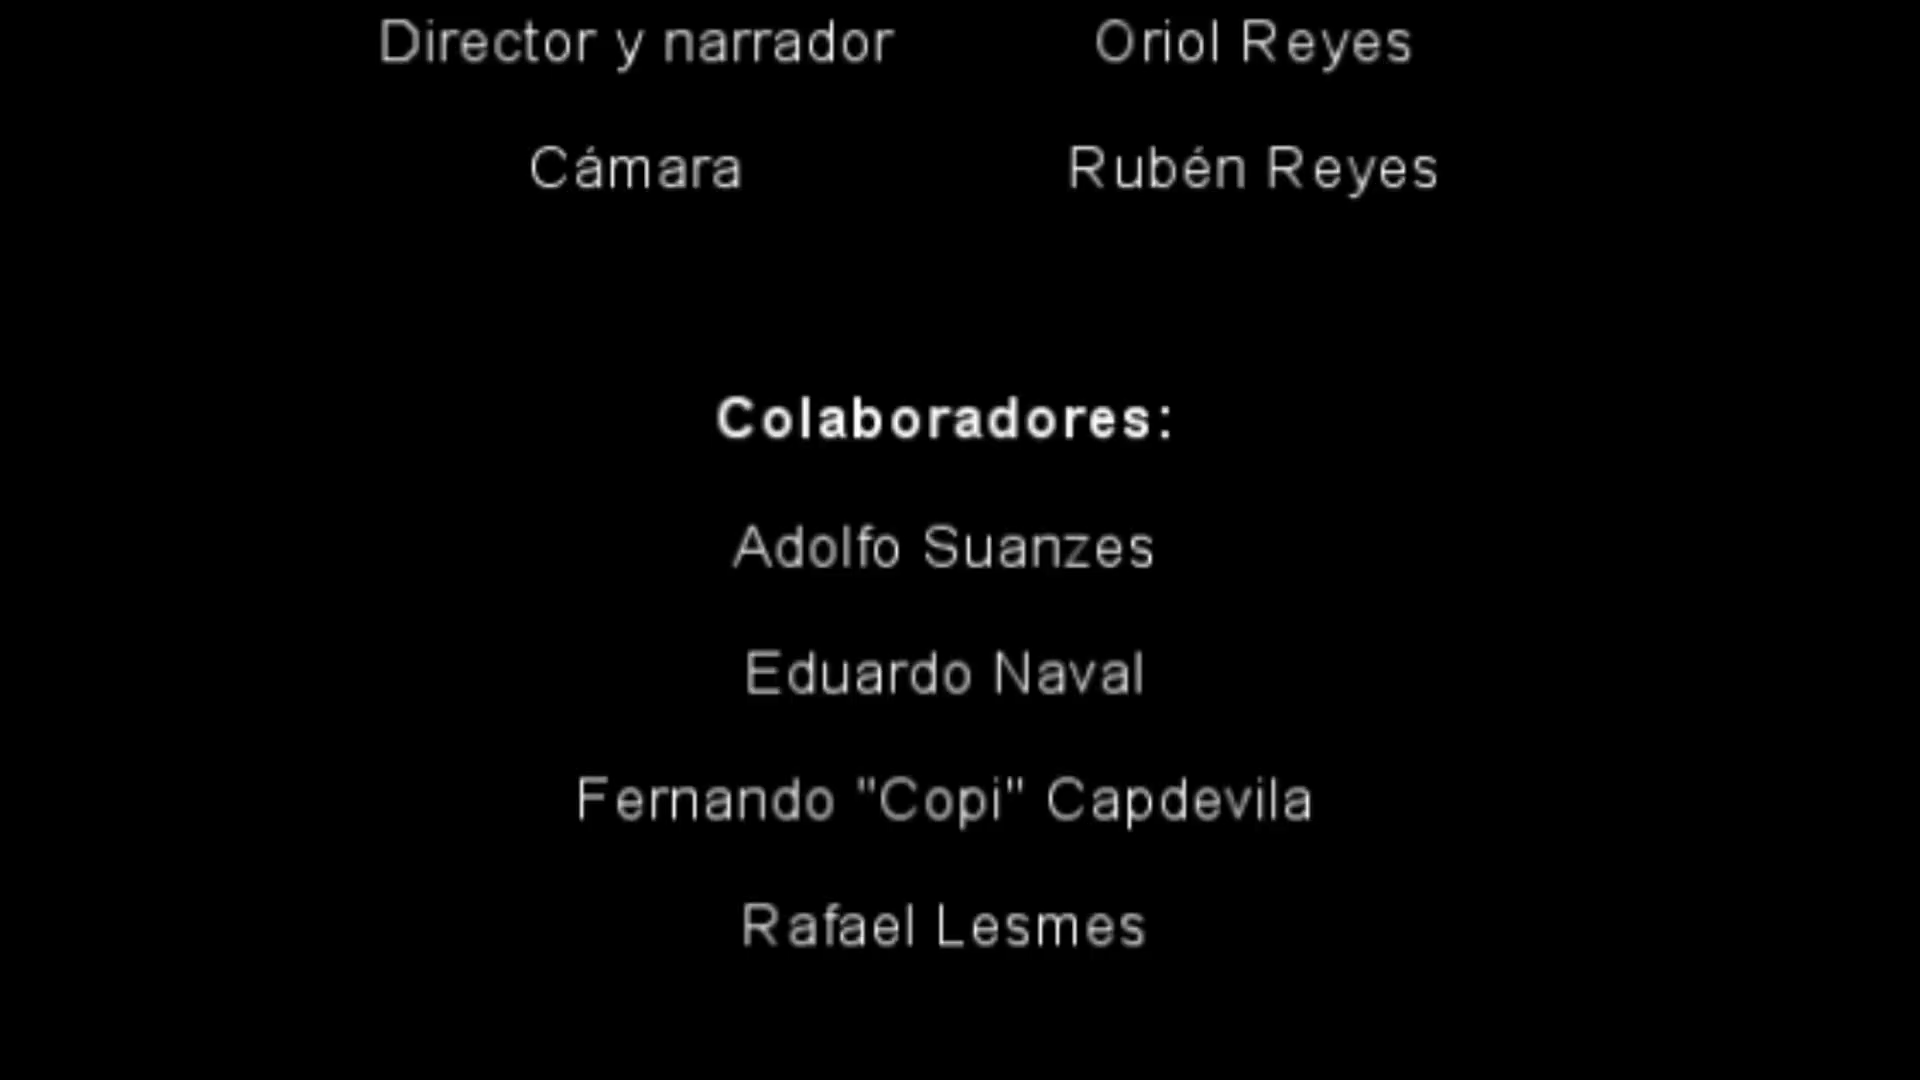 Director y narrador Oriol Reyes
Cámara Rubén Reyes
Colaboradores:
Adolfo Suanzes
Eduardo Naval
Fernando "Copi" Capdevila
Rafael Lesmes